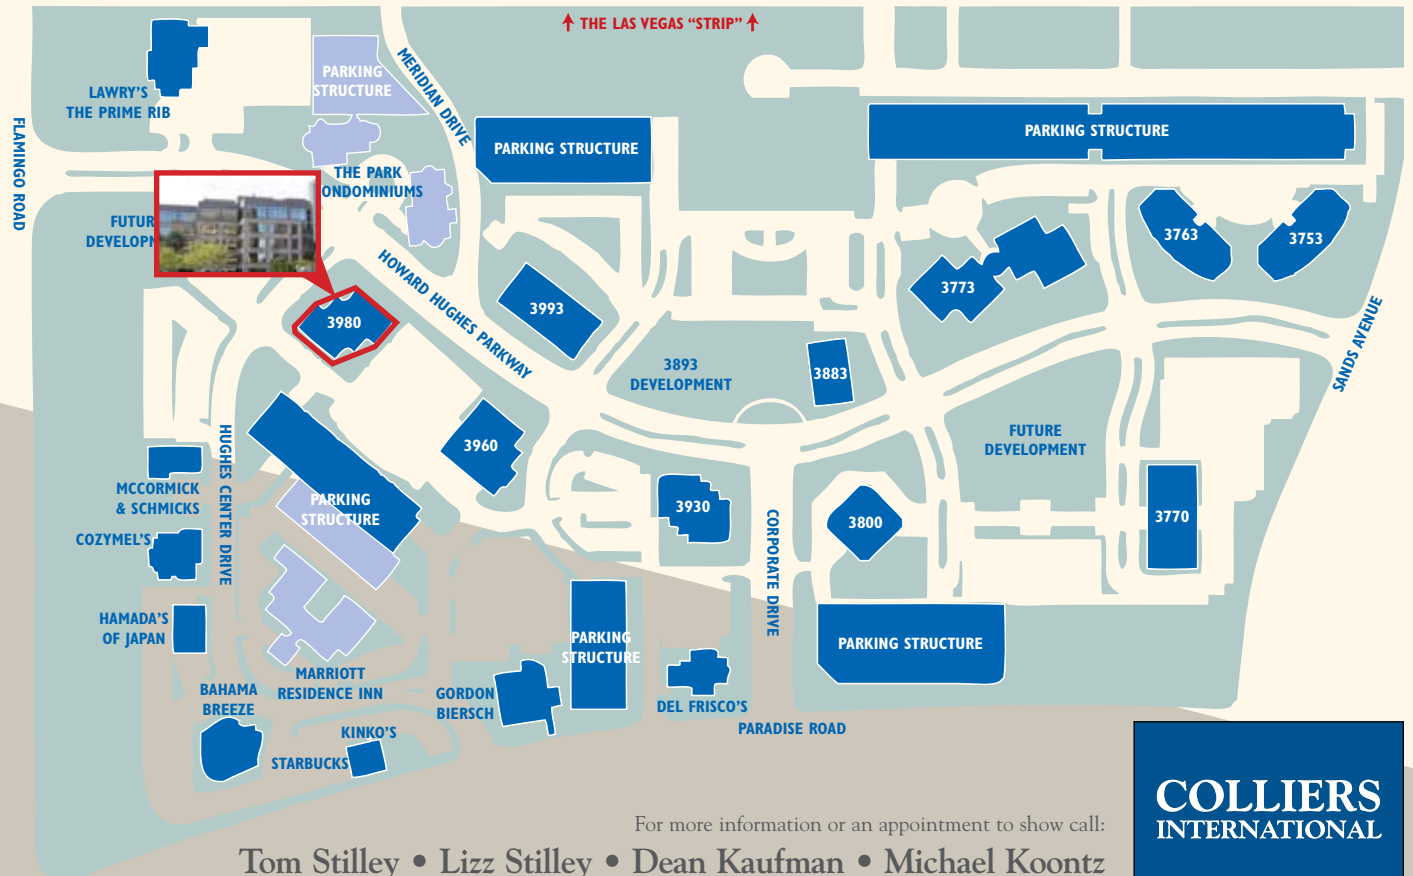 THE LAS VEGAS “STRIP”
LAWRY'S
THE PRIME RIB
PARKING
STRUCTURE
MERIDIAN DRIVE
FLAMINGO ROAD
PARKING STRUCTURE
PARKING STRUCTURE
THE PARK
ONDOMINIUMS
FUTUR
DEVELOPN
3763
3753
3773
HOWARD HUGHES PARKWAY
3993
3980
SANDS AVENUE
3893
DEVELOPMENT
3883
FUTURE
DEVELOPMENT
3960
HUGHES CENTER DRIVE
MCCORMICK
& SCHMICKS
PARKING
STRUCTURE
3930
CORPORATE DRIVE
3800
3770
COZYMEL'S
HAMADA'S
OF JAPAN
PARKING
STRUCTURE
PARKING STRUCTURE
MARRIOTT
RESIDENCE INN
BAHAMA
BREEZE
GORDON
BIERSCH
DEL FRISCO'S
PARADISE ROAD
KINKO'S
STARBUCKS
COLLIERS
INTERNATIONAL
For more information or an appointment to show call:
Tom Stilley • Lizz Stilley • Dean Kaufman • Michael Koontz